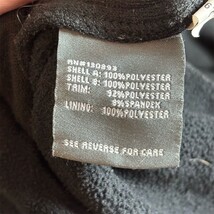 RN#130893
SHELL A: 100%POLYESTER
SHELL B: 100%POLYESTER
TRIM: 92%POLYESTER
8%SPANDEX
LINING: 100%POLYESTER
SEE REVERSE FOR CARE